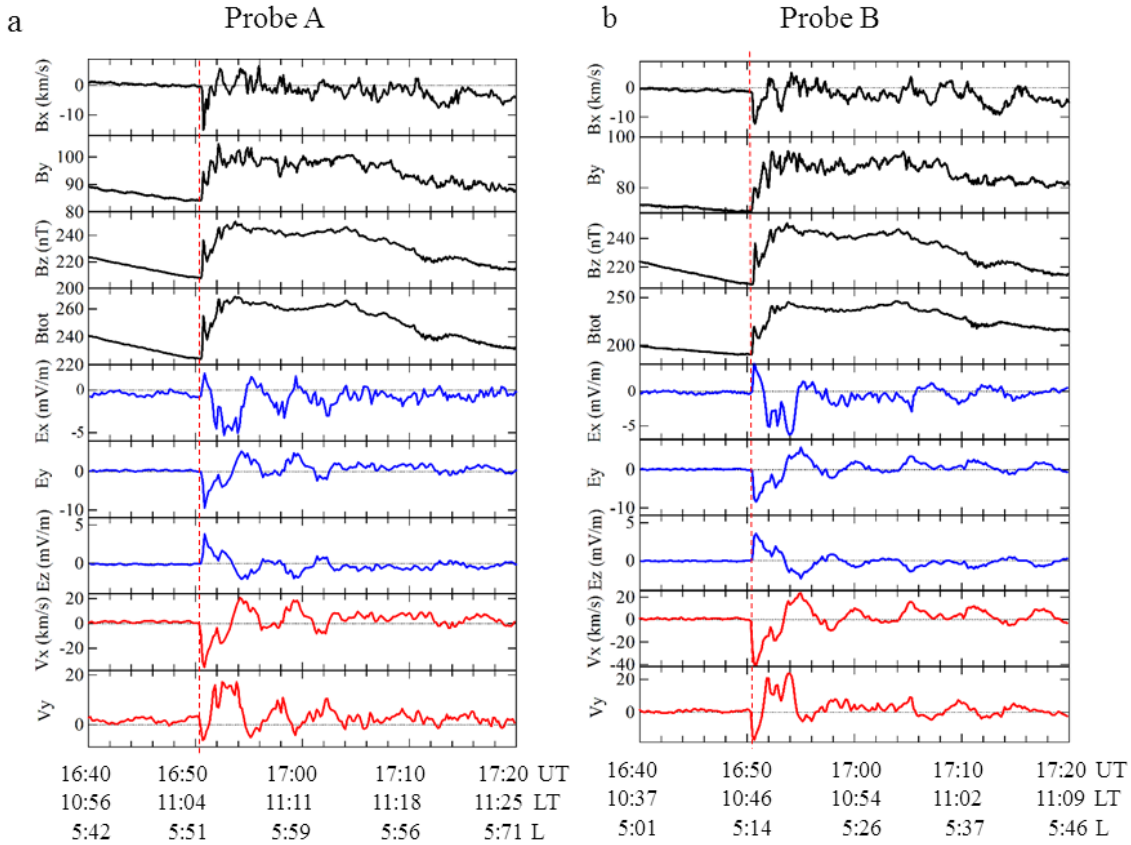 a Probe A
Bx (km/s) 0 -10
By 100 90 80
Bz (nT) 240 220 200
Btot 260 240 220
Ex (mV/m) 0 -5
Ey 0 -10
Ez (mV/m) 5 0
Vx (km/s) 20 0 -20
Vy 20 0
16:40 16:50 17:00 17:10 17:20 UT
10:56 11:04 11:11 11:18 11:25 LT
5:42 5:51 5:59 5:56 5:71 L
b Probe B
Bx (km/s) 0 -10
By 100 80
Bz (nT) 240 220
Btot 250 200
Ex (mV/m) 0 -5
Ey 0 -10
Ez (mV/m) 5 0
Vx (km/s) 20 0 -20 -40
Vy 20 0
16:40 16:50 17:00 17:10 17:20 UT
10:37 10:46 10:54 11:02 11:09 LT
5:01 5:14 5:26 5:37 5:46 L